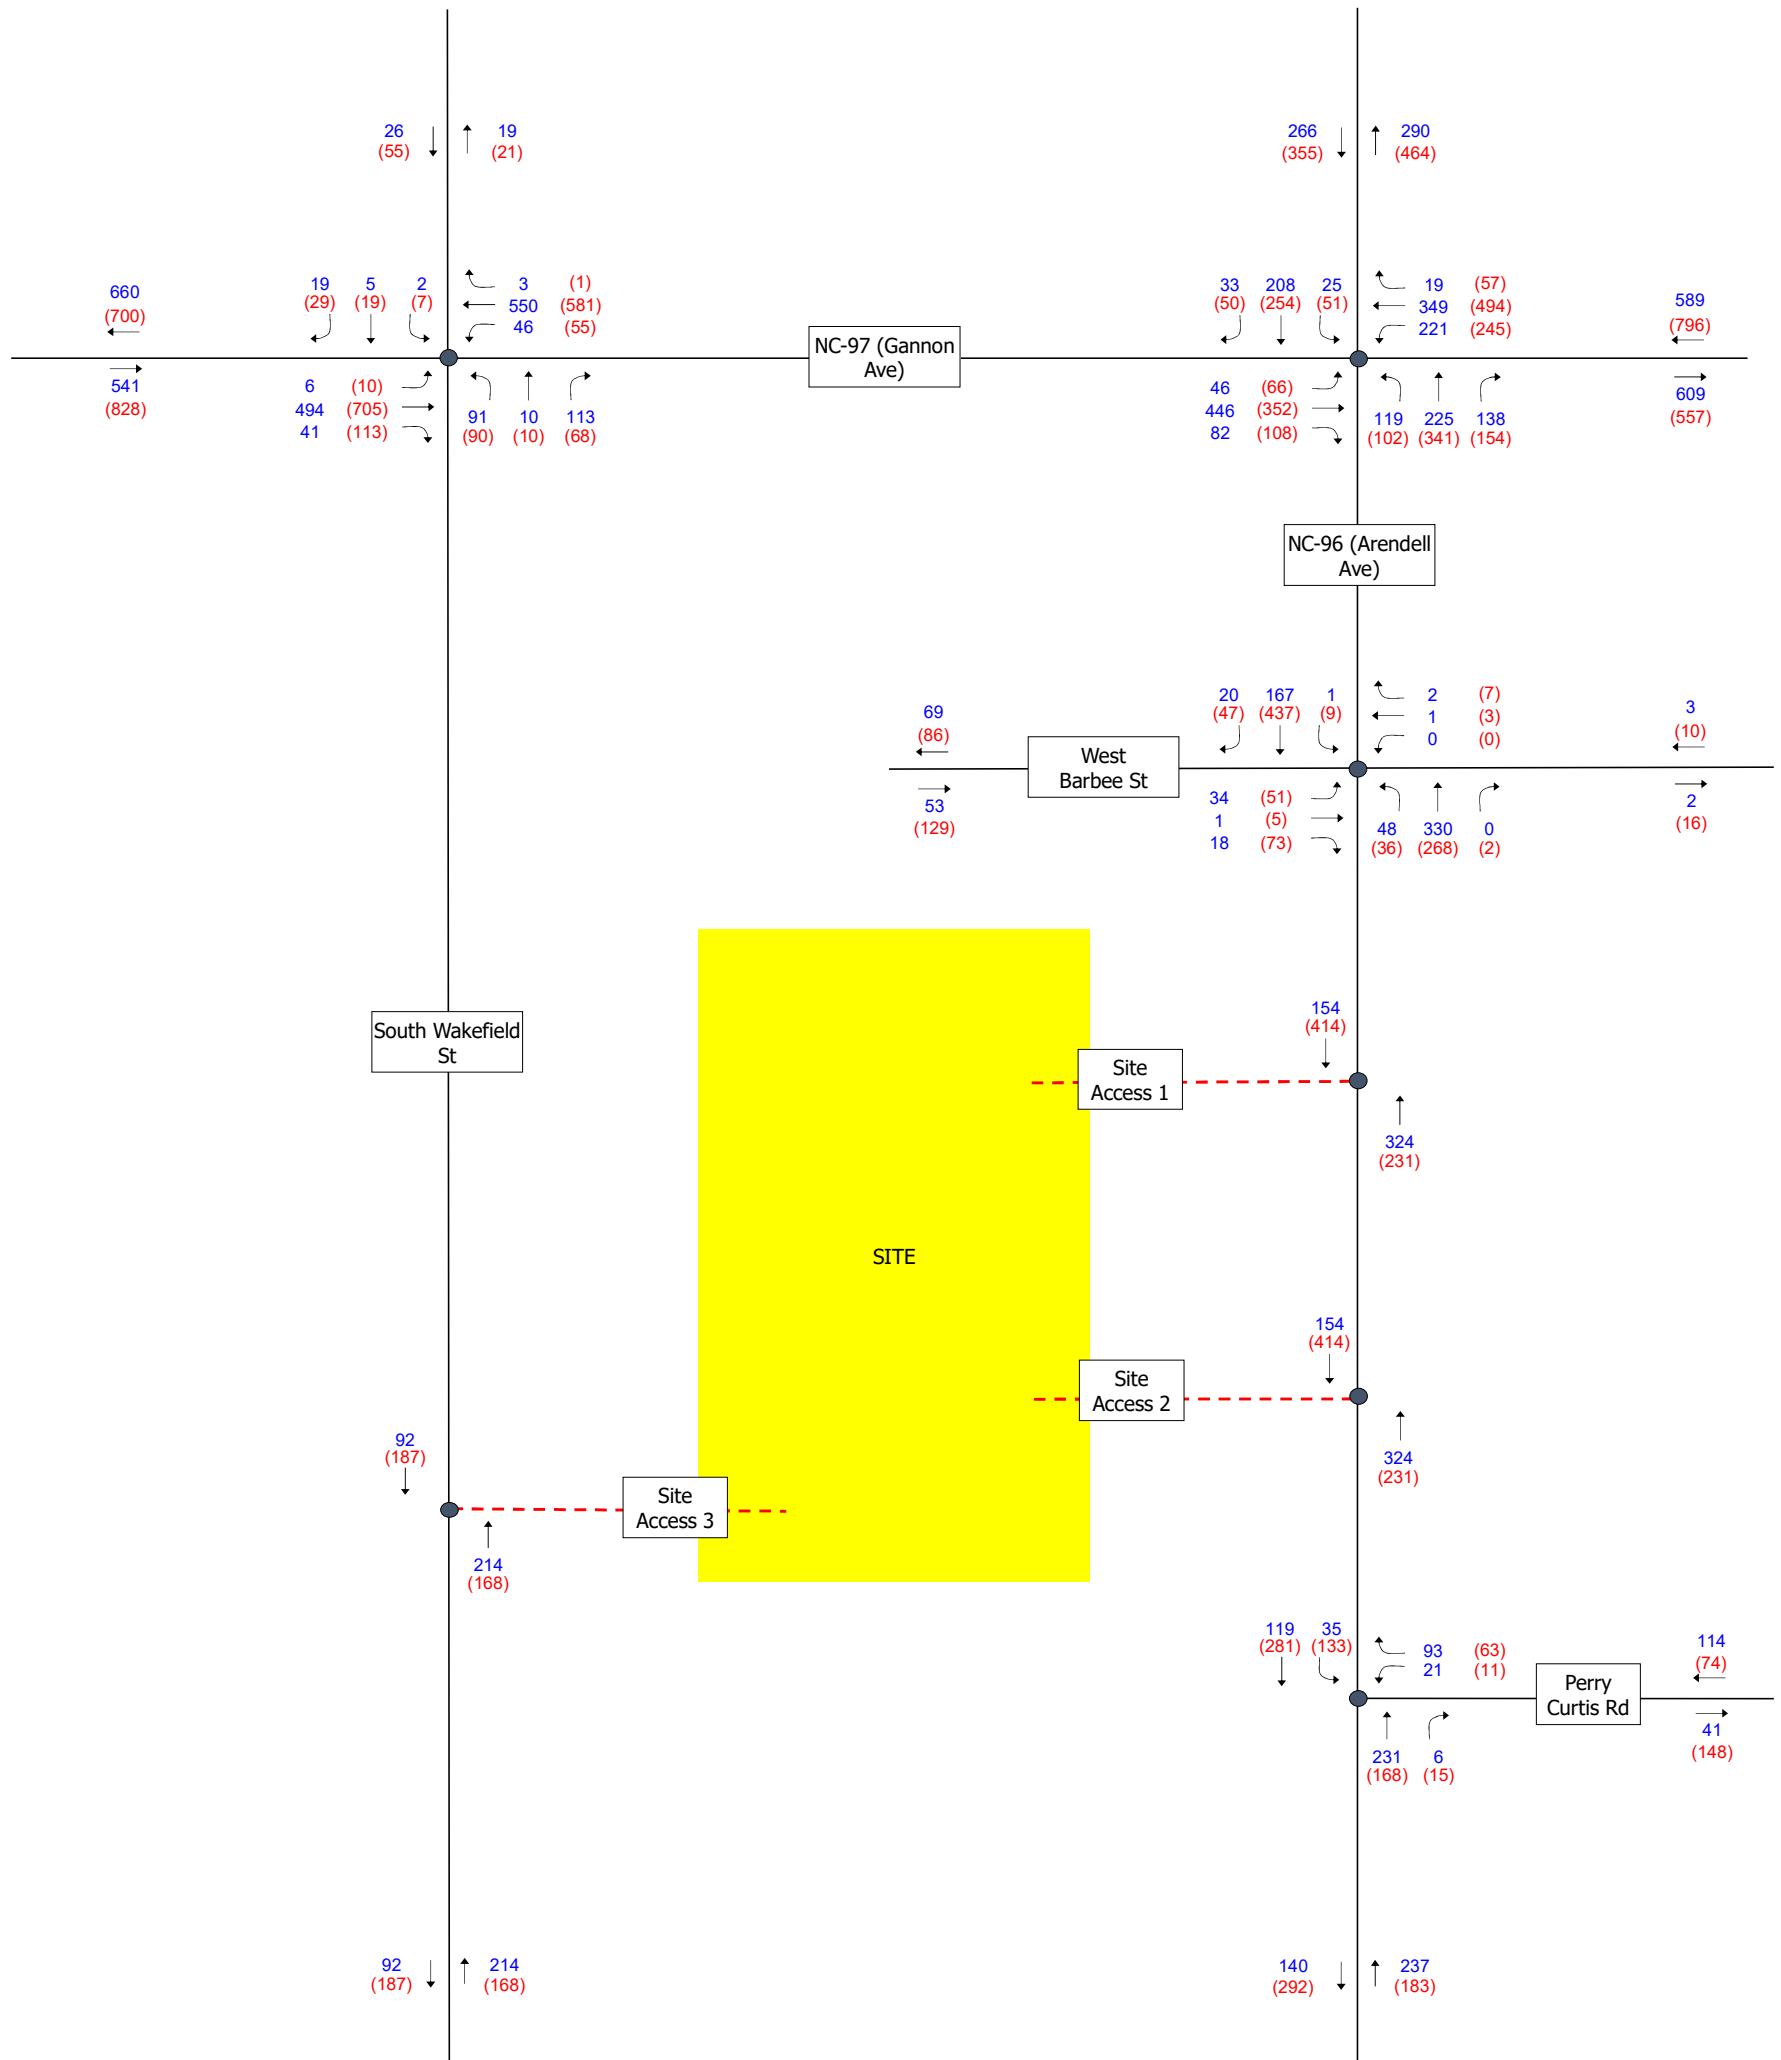 26 19 266 290
(55) (21) (355) (464)
660
(700)
19 5 2
(29) (19) (7)
3 (1)
550 (581)
46 (55)
33 208 25
(50) (254) (51)
19 (57)
349 (494)
221 (245)
589
(796)
NC-97 (Gannon
Ave)
541
(828)
6 (10)
494 (705)
41 (113)
91 10 113
(90) (10) (68)
46 (66)
446 (352)
82 (108)
119 225 138
(102) (341) (154)
609
(557)
NC-96 (Arendell
Ave)
69
(86)
20 167 1
(47) (437) (9)
2 (7)
1 (3)
0 (0)
3
(10)
West
Barbee St
53
(129)
34 (51)
1 (5)
18 (73)
48 330 0
(36) (268) (2)
2
(16)
South Wakefield
St
154
(414)
Site
Access 1
324
(231)
SITE
154
(414)
Site
Access 2
324
(231)
92
(187)
Site
Access 3
214
(168)
119 35
(281) (133)
93 (63)
21 (11)
114
(74)
Perry
Curtis Rd
231 6
(168) (15)
41
(148)
92 214 140 237
(187) (168) (292) (183)